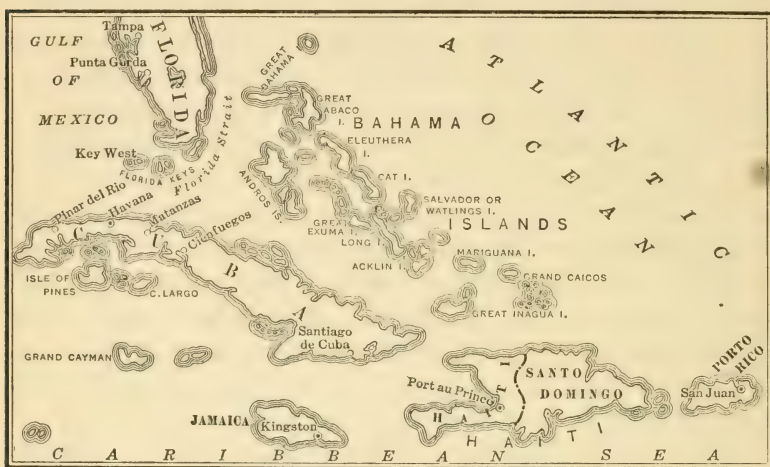 GULF
OF
MEXICO
Tampa
Punta Gorda
FLORIDA
Key West
FLORIDA KEYS
Florida Strait
GREAT
BAHAMA I.
GREAT
ABACO
I.
BAHAMA
ISLANDS
ELEUTHERA
I.
CAT I.
ANDROS IS.
SALVADOR OR
WATLINGS I.
GREAT
EXUMA I.
LONG I.
ACKLIN I.
MARIGUANA I.
GRAND CAICOS
GREAT INAGUA I.
ATLANTIC
OCEAN
Pinar del Rio
Havana
Matanzas
Cienfuegos
CUBA
ISLE OF
PINES
C. LARGO
Santiago
de Cuba
GRAND CAYMAN
JAMAICA
Kingston
Port au Prince
HAITI
SANTO
DOMINGO
HAITI
PORTO
RICO
San Juan
CARIBBEAN SEA